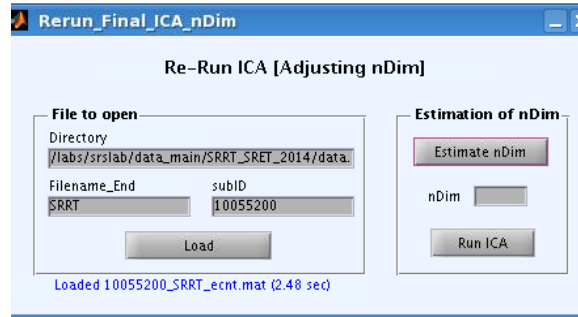 Rerun_Final_ICA_nDim
Re-Run ICA [Adjusting nDim]
File to open
Directory
/labs/srslab/data_main/SRRT_SRET_2014/data.
Filename_End subID
SRRT 10055200
Load
Loaded 10055200_SRRT_ecnt.mat (2.48 sec)
Estimation of nDim
Estimate nDim
nDim
Run ICA